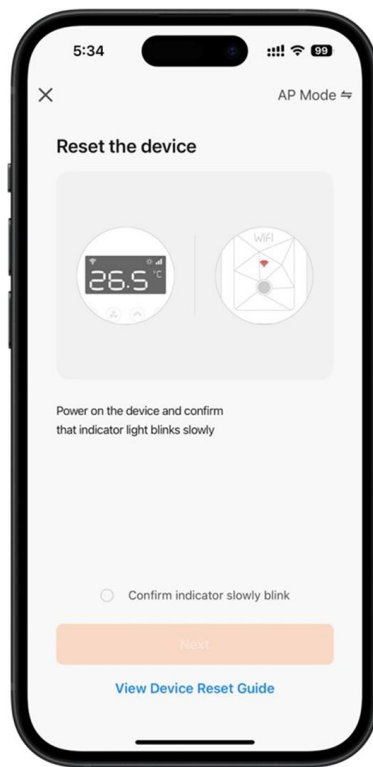 5:34
99
AP Mode
Reset the device
26.5 °C
WIFI
Power on the device and confirm
that indicator light blinks slowly
Confirm indicator slowly blink
Next
View Device Reset Guide